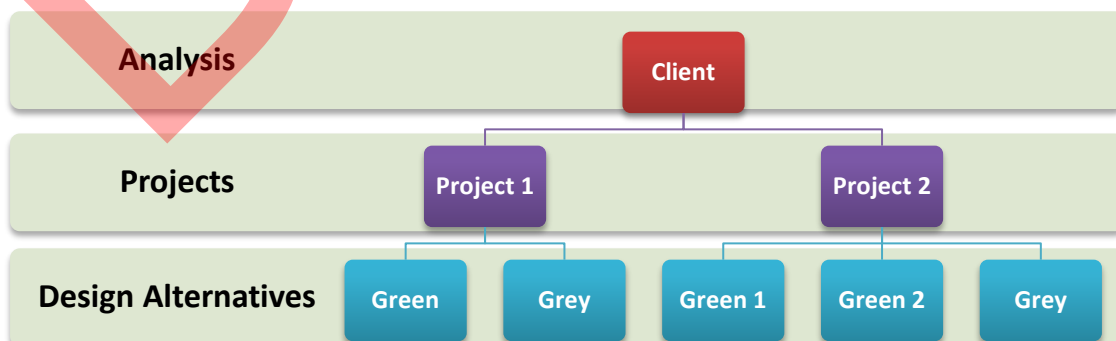 Analysis
Client
Projects
Project 1
Project 2
Design Alternatives
Green
Grey
Green 1
Green 2
Grey